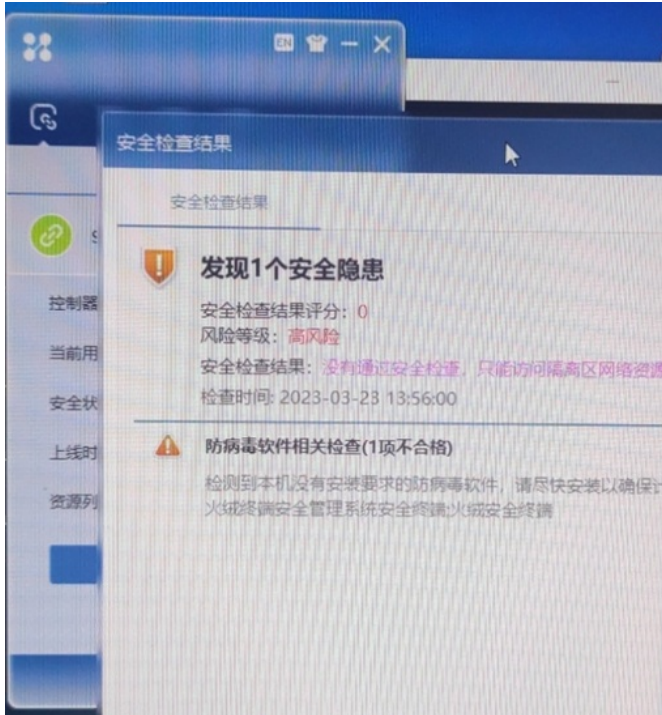 EN
安全检查结果
安全检查结果
发现1个安全隐患
控制器
安全检查结果评分: 0
风险等级: 高风险
当前用
安全检查结果: 没有通过安全检查，只能访问隔离区网络资源
安全状
检查时间: 2023-03-23 13:56:00
上线时
防病毒软件相关检查(1项不合格)
资源列
检测到本机没有安装要求的防病毒软件，请尽快安装以确保计
火绒终端安全管理系统安全终端;火绒安全终端